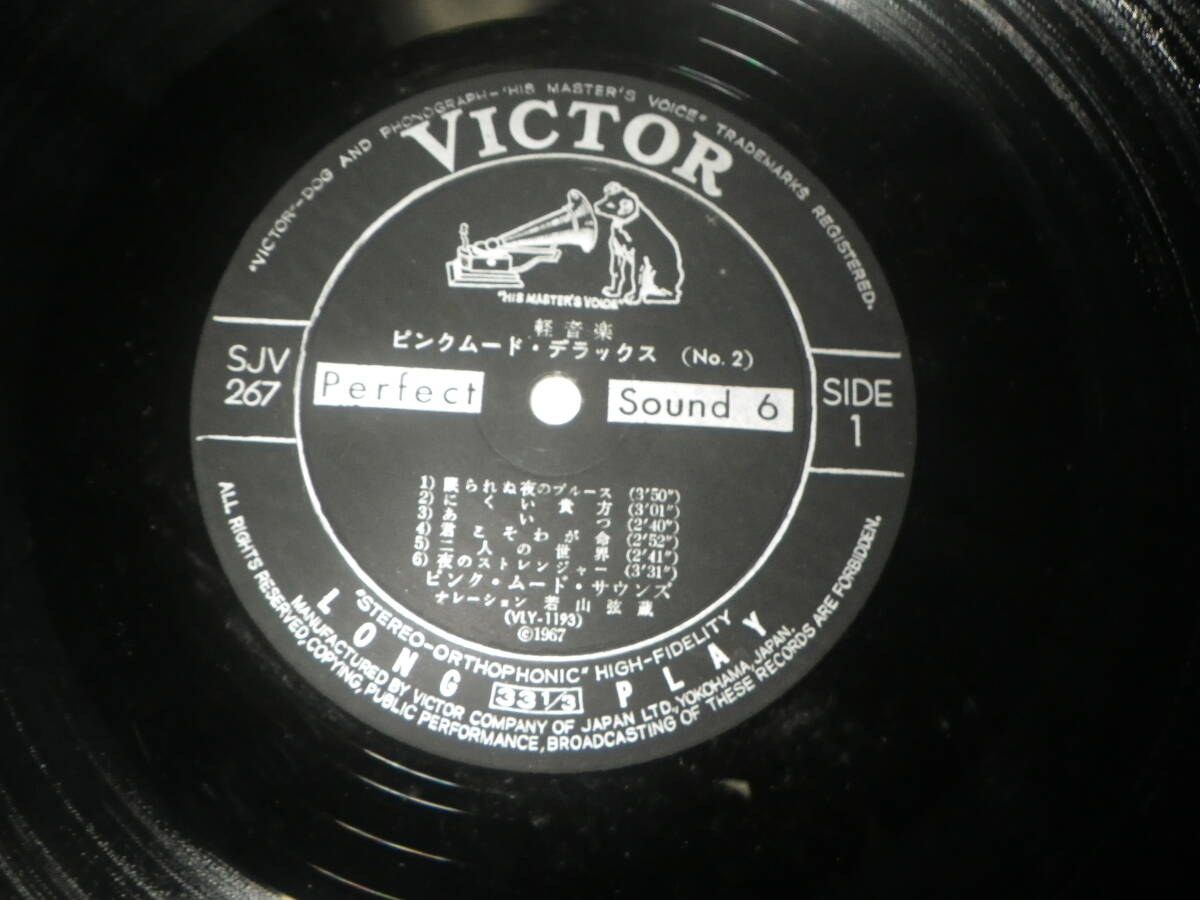 "VICTOR"–DOG AND PHONOGRAPH–"HIS MASTER'S VOICE" TRADEMARKS REGISTERED.
VICTOR
"HIS MASTER'S VOICE"
軽音楽
ピンクムード・デラックス (No. 2)
SJV
267
Perfect Sound 6
SIDE
1
1) 眠られぬ夜のブルース (3'50")
2) にくい貴方 (3'01")
3) あいつ (2'40")
4) 君こそわが命 (2'52")
5) 二人の世界 (2'41")
6) 夜のストレンジャー (3'31")
ピンク・ムード・サウンズ
ナレーション 若山弦蔵
(VLY-1193)
©1967
"STEREO-ORTHOPHONIC" HIGH-FIDELITY
LONG 33 1/3 PLAY
MANUFACTURED BY VICTOR COMPANY OF JAPAN LTD., YOKOHAMA, JAPAN.
ALL RIGHTS RESERVED, COPYING, PUBLIC PERFORMANCE, BROADCASTING OF THESE RECORDS ARE FORBIDDEN.